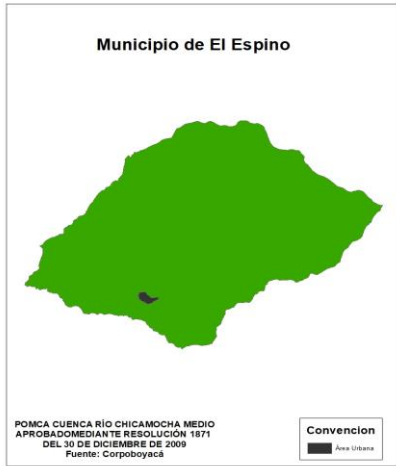 Municipio de El Espino
POMCA CUENCA RÍO CHICAMOCHA MEDIO
APROBADOMEDIANTE RESOLUCIÓN 1871
DEL 30 DE DICIEMBRE DE 2009
Fuente: Corpoboyacá
Convencion
Área Urbana